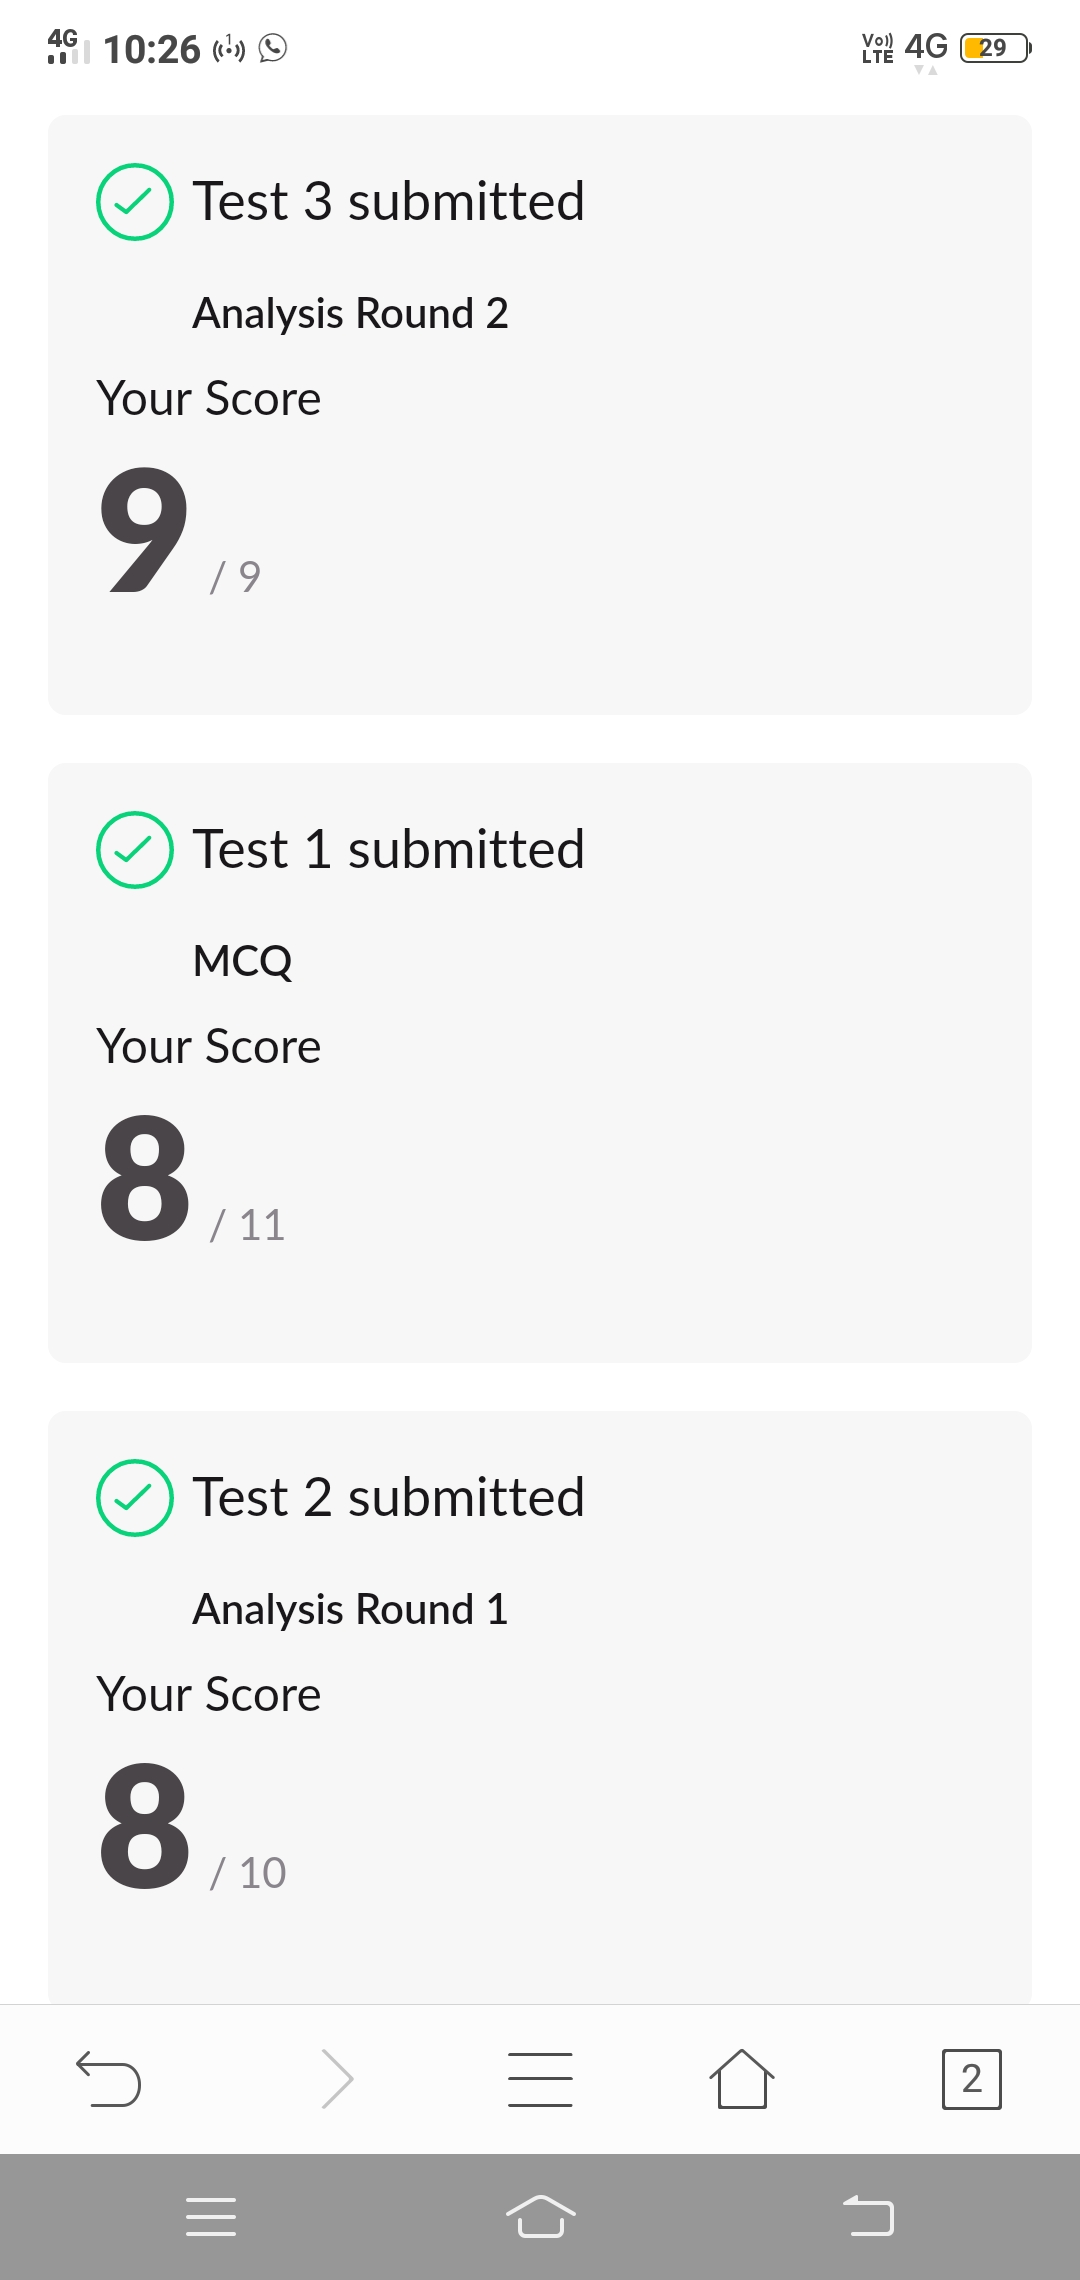 4G 10:26 1 Vo)) LTE 4G 29
Test 3 submitted
Analysis Round 2
Your Score
9 / 9
Test 1 submitted
MCQ
Your Score
8 / 11
Test 2 submitted
Analysis Round 1
Your Score
8 / 10
2